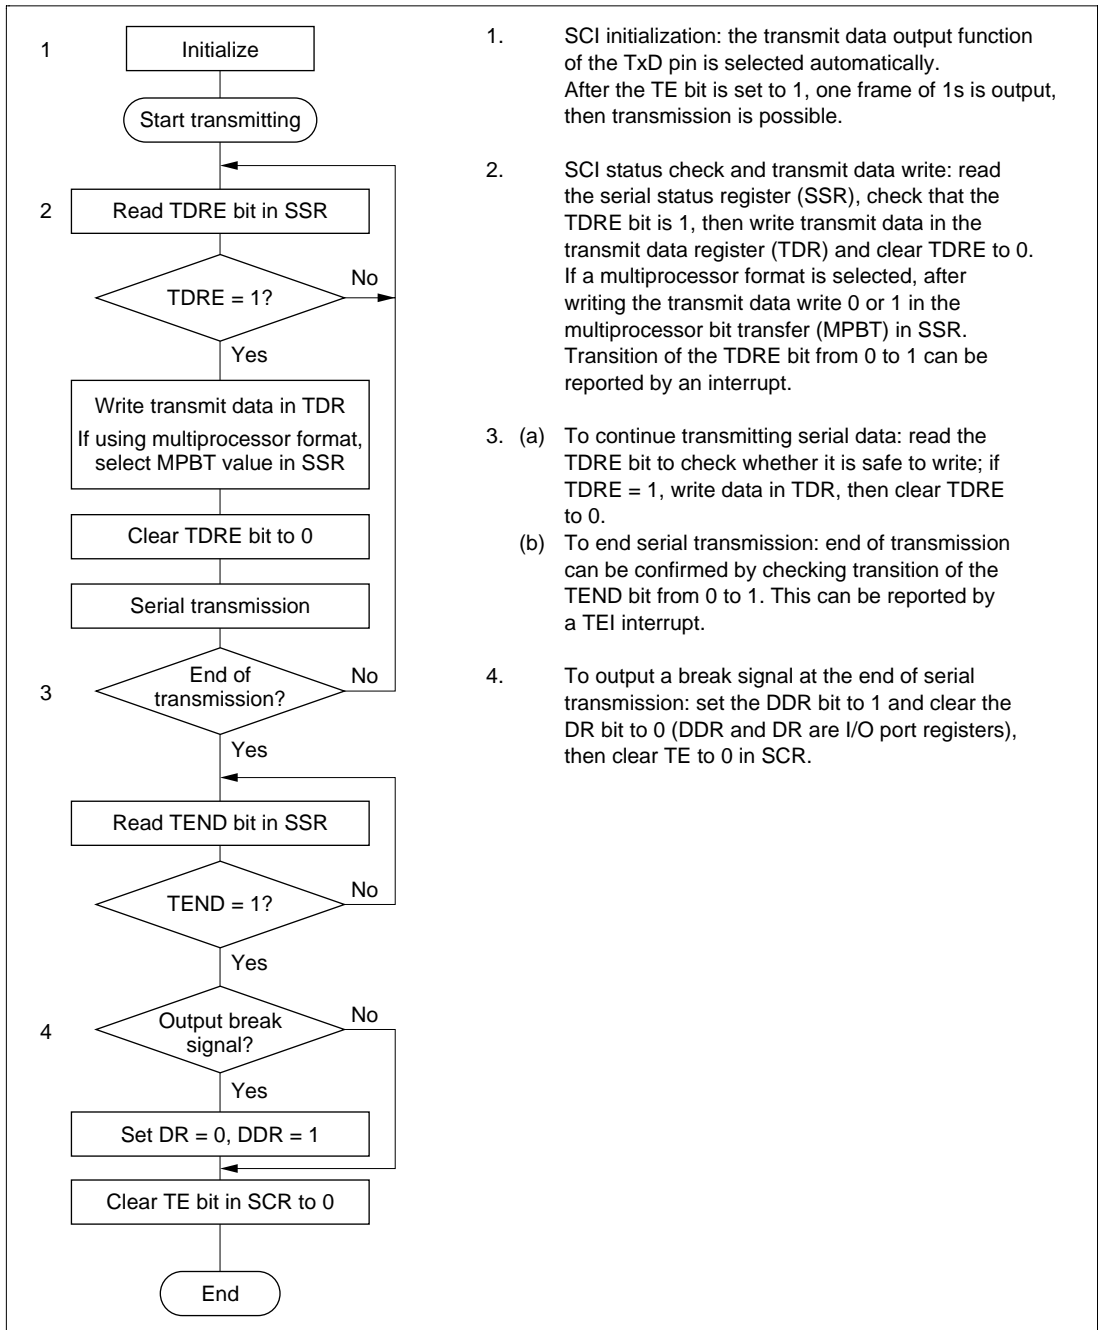 1
Initialize
Start transmitting
2
Read TDRE bit in SSR
TDRE = 1?
No
Yes
Write transmit data in TDR
If using multiprocessor format,
select MPBT value in SSR
Clear TDRE bit to 0
Serial transmission
3
End of
transmission?
No
Yes
Read TEND bit in SSR
TEND = 1?
No
Yes
4
Output break
signal?
No
Yes
Set DR = 0, DDR = 1
Clear TE bit in SCR to 0
End
1. SCI initialization: the transmit data output function
of the TxD pin is selected automatically.
After the TE bit is set to 1, one frame of 1s is output,
then transmission is possible.
2. SCI status check and transmit data write: read
the serial status register (SSR), check that the
TDRE bit is 1, then write transmit data in the
transmit data register (TDR) and clear TDRE to 0.
If a multiprocessor format is selected, after
writing the transmit data write 0 or 1 in the
multiprocessor bit transfer (MPBT) in SSR.
Transition of the TDRE bit from 0 to 1 can be
reported by an interrupt.
3. (a) To continue transmitting serial data: read the
TDRE bit to check whether it is safe to write; if
TDRE = 1, write data in TDR, then clear TDRE
to 0.
(b) To end serial transmission: end of transmission
can be confirmed by checking transition of the
TEND bit from 0 to 1. This can be reported by
a TEI interrupt.
4. To output a break signal at the end of serial
transmission: set the DDR bit to 1 and clear the
DR bit to 0 (DDR and DR are I/O port registers),
then clear TE to 0 in SCR.